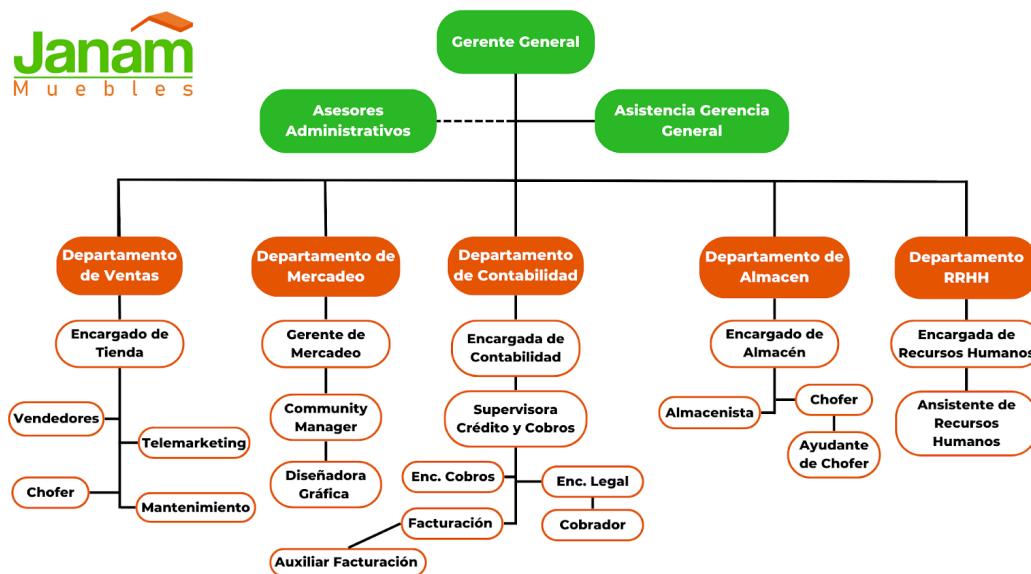 Janam
Muebles
Gerente General
Asesores
Administrativos
Asistencia Gerencia
General
Departamento
de Ventas
Departamento de
Mercadeo
Departamento
de Contabilidad
Departamento de
Almacen
Departamento
RRHH
Encargado de
Tienda
Gerente de
Mercadeo
Encargada de
Contabilidad
Encargado de
Almacén
Encargada de
Recursos Humanos
Vendedores
Telemarketing
Chofer
Mantenimiento
Community
Manager
Diseñadora
Gráfica
Supervisora
Crédito y Cobros
Enc. Cobros
Enc. Legal
Cobrador
Facturación
Auxiliar Facturación
Almacenista
Chofer
Ayudante
de Chofer
Ansistente de
Recursos
Humanos